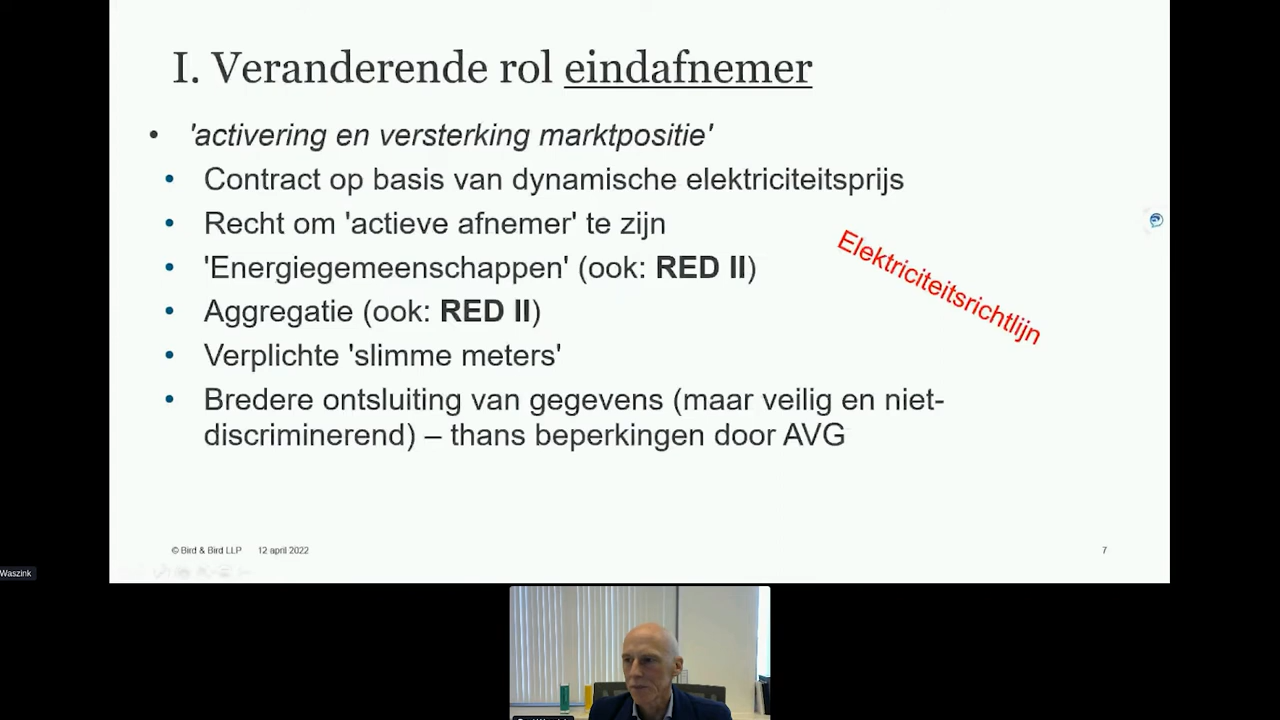 I. Veranderende rol eindafnemer
• 'activering en versterking marktpositie'
• Contract op basis van dynamische elektriciteitsprijs
• Recht om 'actieve afnemer' te zijn
• 'Energiegemeenschappen' (ook: RED II)
• Aggregatie (ook: RED II)
• Verplichte 'slimme meters'
• Bredere ontsluiting van gegevens (maar veilig en niet-
discriminerend) – thans beperkingen door AVG
Elektriciteitsrichtlijn
© Bird & Bird LLP 12 april 2022
7
Waszink